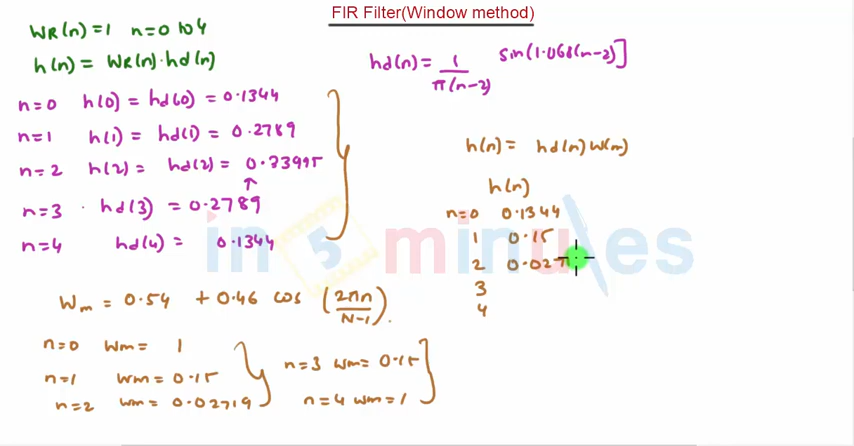 FIR Filter(Window method)
WR(n)=1 n=0 to 4
h(n) = WR(n)·hd(n)
hd(n) = 1/π(n-2) sin(1.068(n-2)]
n=0 h(0) = hd(0) = 0.1344
n=1 h(1) = hd(1) = 0.2789
n=2 h(2) = hd(2) = 0.33995
↑
n=3 · hd(3) = 0.2789
n=4 hd(4) = 0.1344
h(n) = hd(n) W(m)
h(n)
n=0 0.1344
1 0.15
2 0.027
3
4
in 5 minutes
Wm = 0.54 + 0.46 cos (2πn/N-1).
n=0 Wm = 1
n=1 Wm = 0.15
n=2 Wm = 0.02719
n=3 Wm = 0.15
n=4 Wm = 1